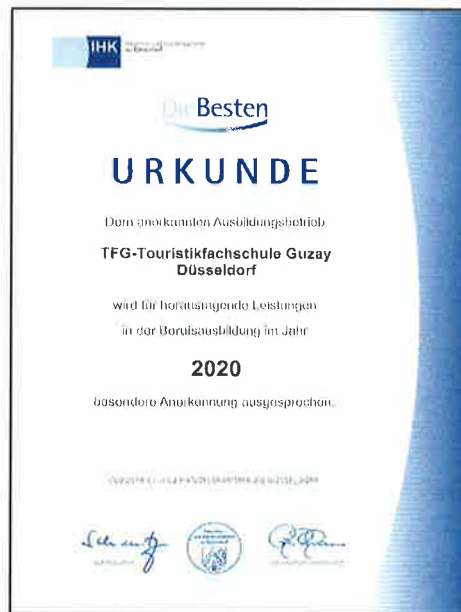 IHK
Die Besten
URKUNDE
Dem anerkannten Ausbildungsbetrieb
TFG-Touristikfachschule Guzay
Düsseldorf
wird für herausragende Leistungen
in der Berufsausbildung im Jahr
2020
besondere Anerkennung ausgesprochen.